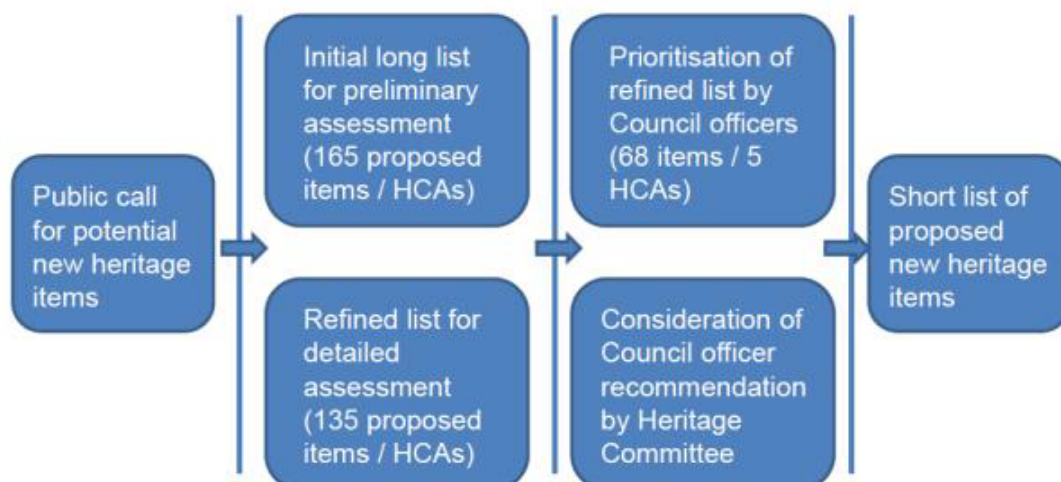 Public call
for potential
new heritage
items
Initial long list
for preliminary
assessment
(165 proposed
items / HCAs)
Refined list for
detailed
assessment
(135 proposed
items / HCAs)
Prioritisation of
refined list by
Council officers
(68 items / 5
HCAs)
Consideration of
Council officer
recommendation
by Heritage
Committee
Short list of
proposed
new heritage
items